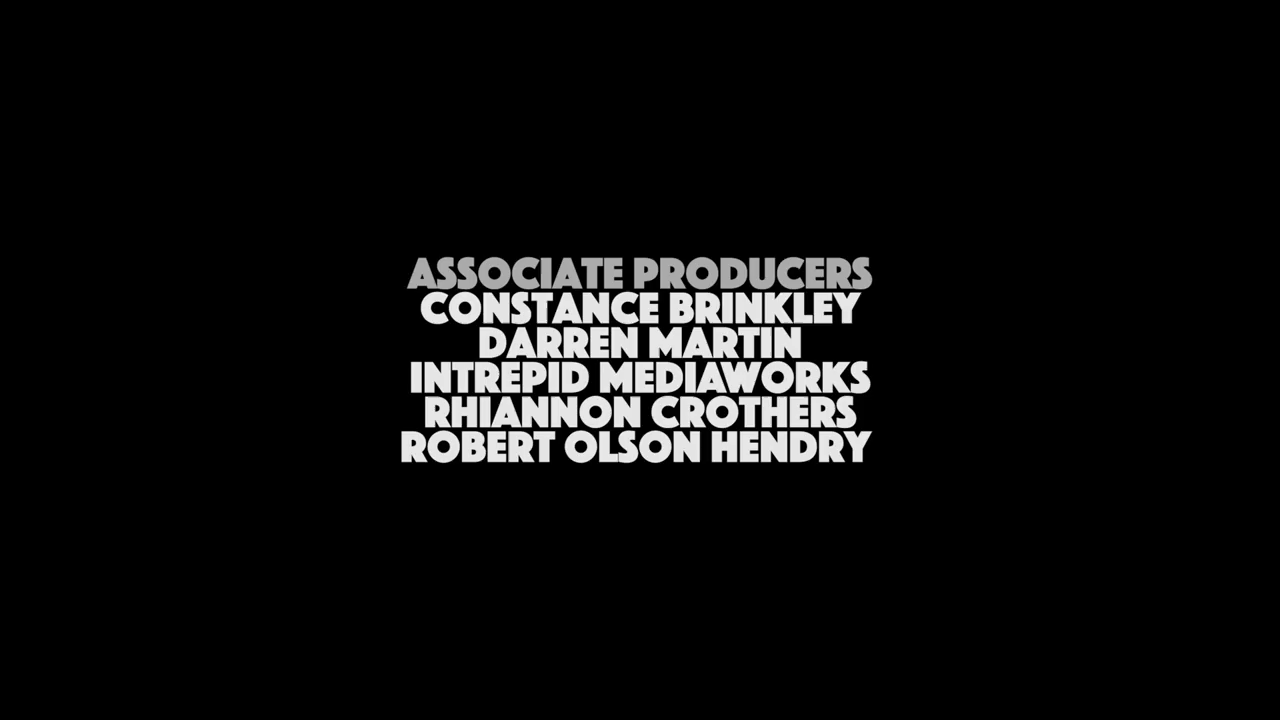 ASSOCIATE PRODUCERS
CONSTANCE BRINKLEY
DARREN MARTIN
INTREPID MEDIAWORKS
RHIANNON CROTHERS
ROBERT OLSON HENDRY